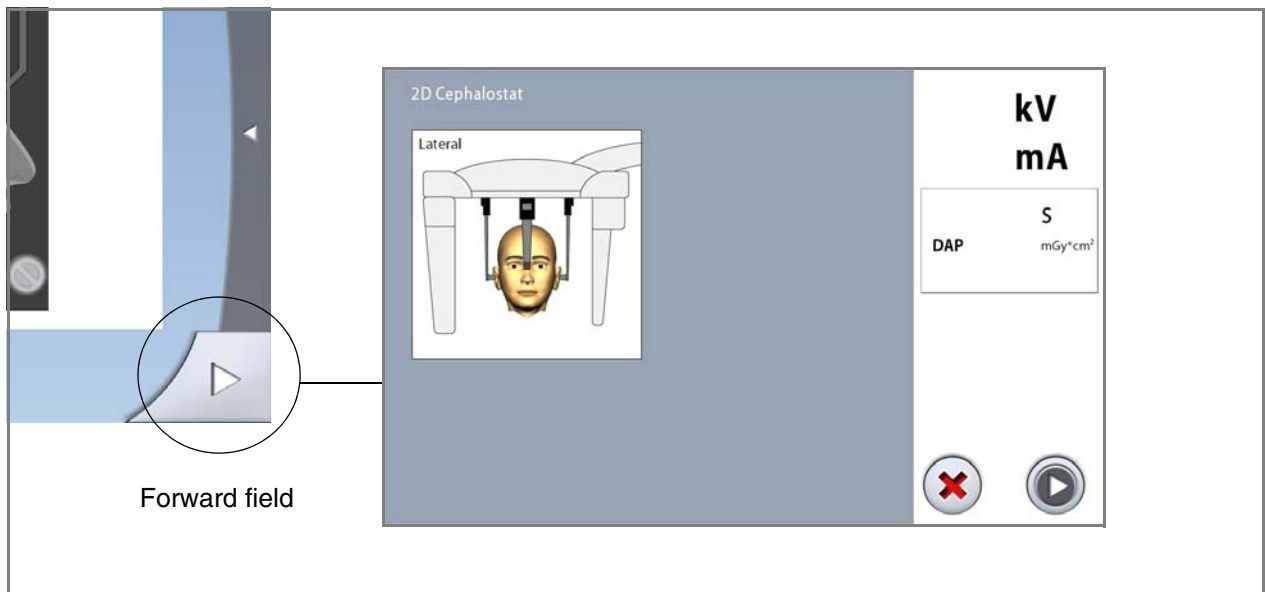 2D Cephalostat
Lateral
kV
mA
S
DAP mGy*cm²
Forward field